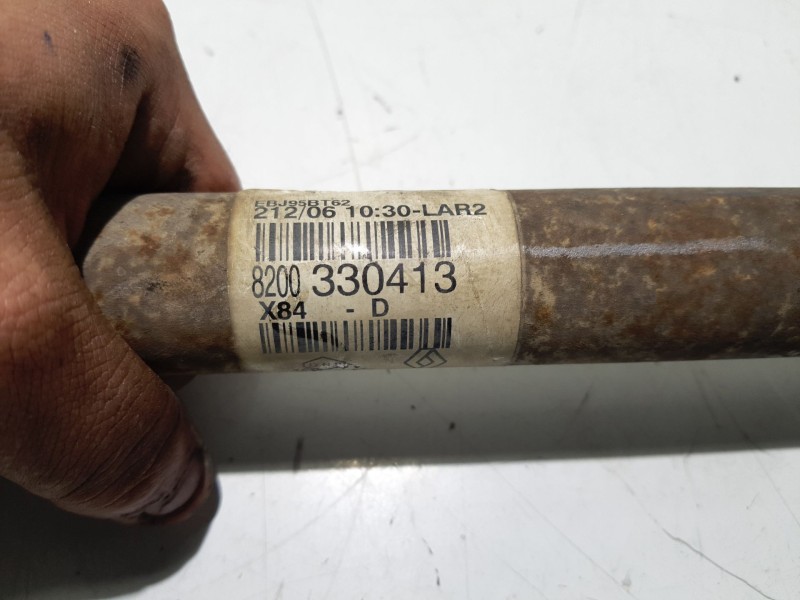 EBJ95BT62
212/06 10:30-LAR2
8200 330413
X84 - D